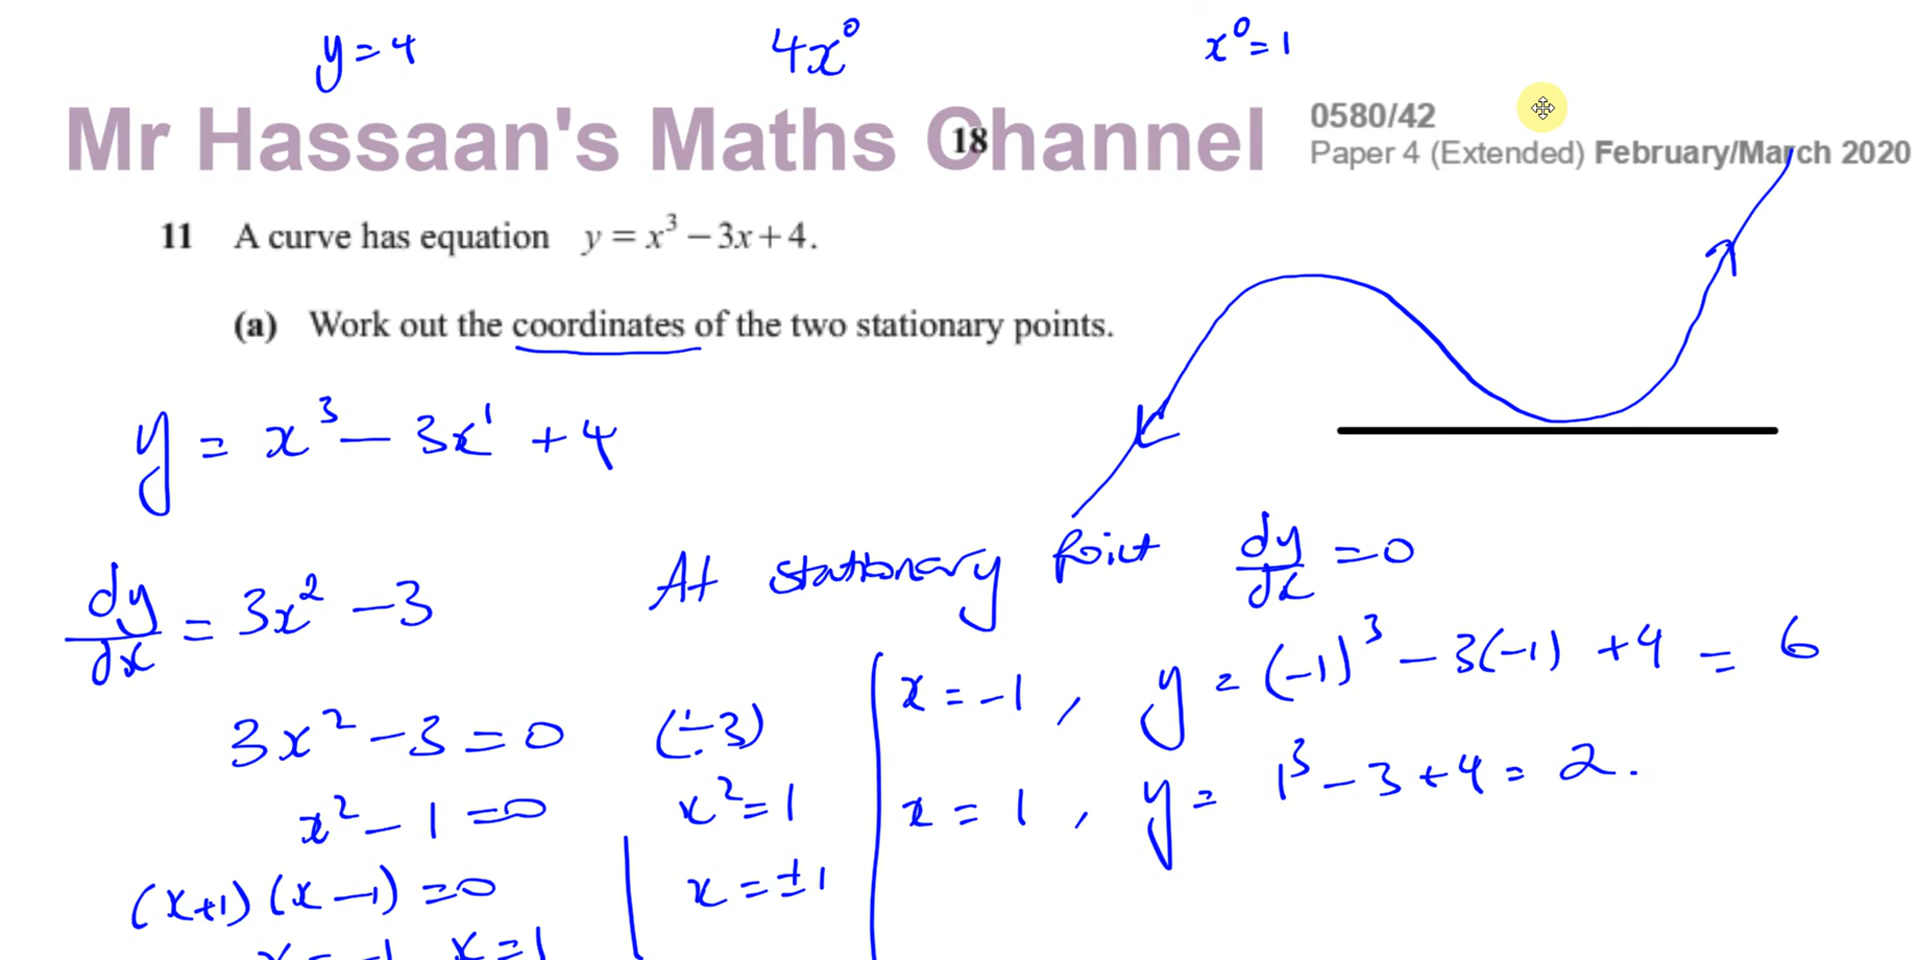 y = 4 4x⁰ x⁰ = 1
Mr Hassaan's Maths Channel
18
0580/42
Paper 4 (Extended) February/March 2020
11 A curve has equation y = x³ − 3x + 4.
(a) Work out the coordinates of the two stationary points.
y = x³ − 3x¹ + 4
At stationary point dy/dx = 0
dy/dx = 3x² − 3
3x² − 3 = 0 (÷3)
x² − 1 = 0 x² = 1
(x+1)(x−1) = 0 x = ±1
x = −1 x = 1
x = −1, y = (−1)³ − 3(−1) + 4 = 6
x = 1, y = 1³ − 3 + 4 = 2.